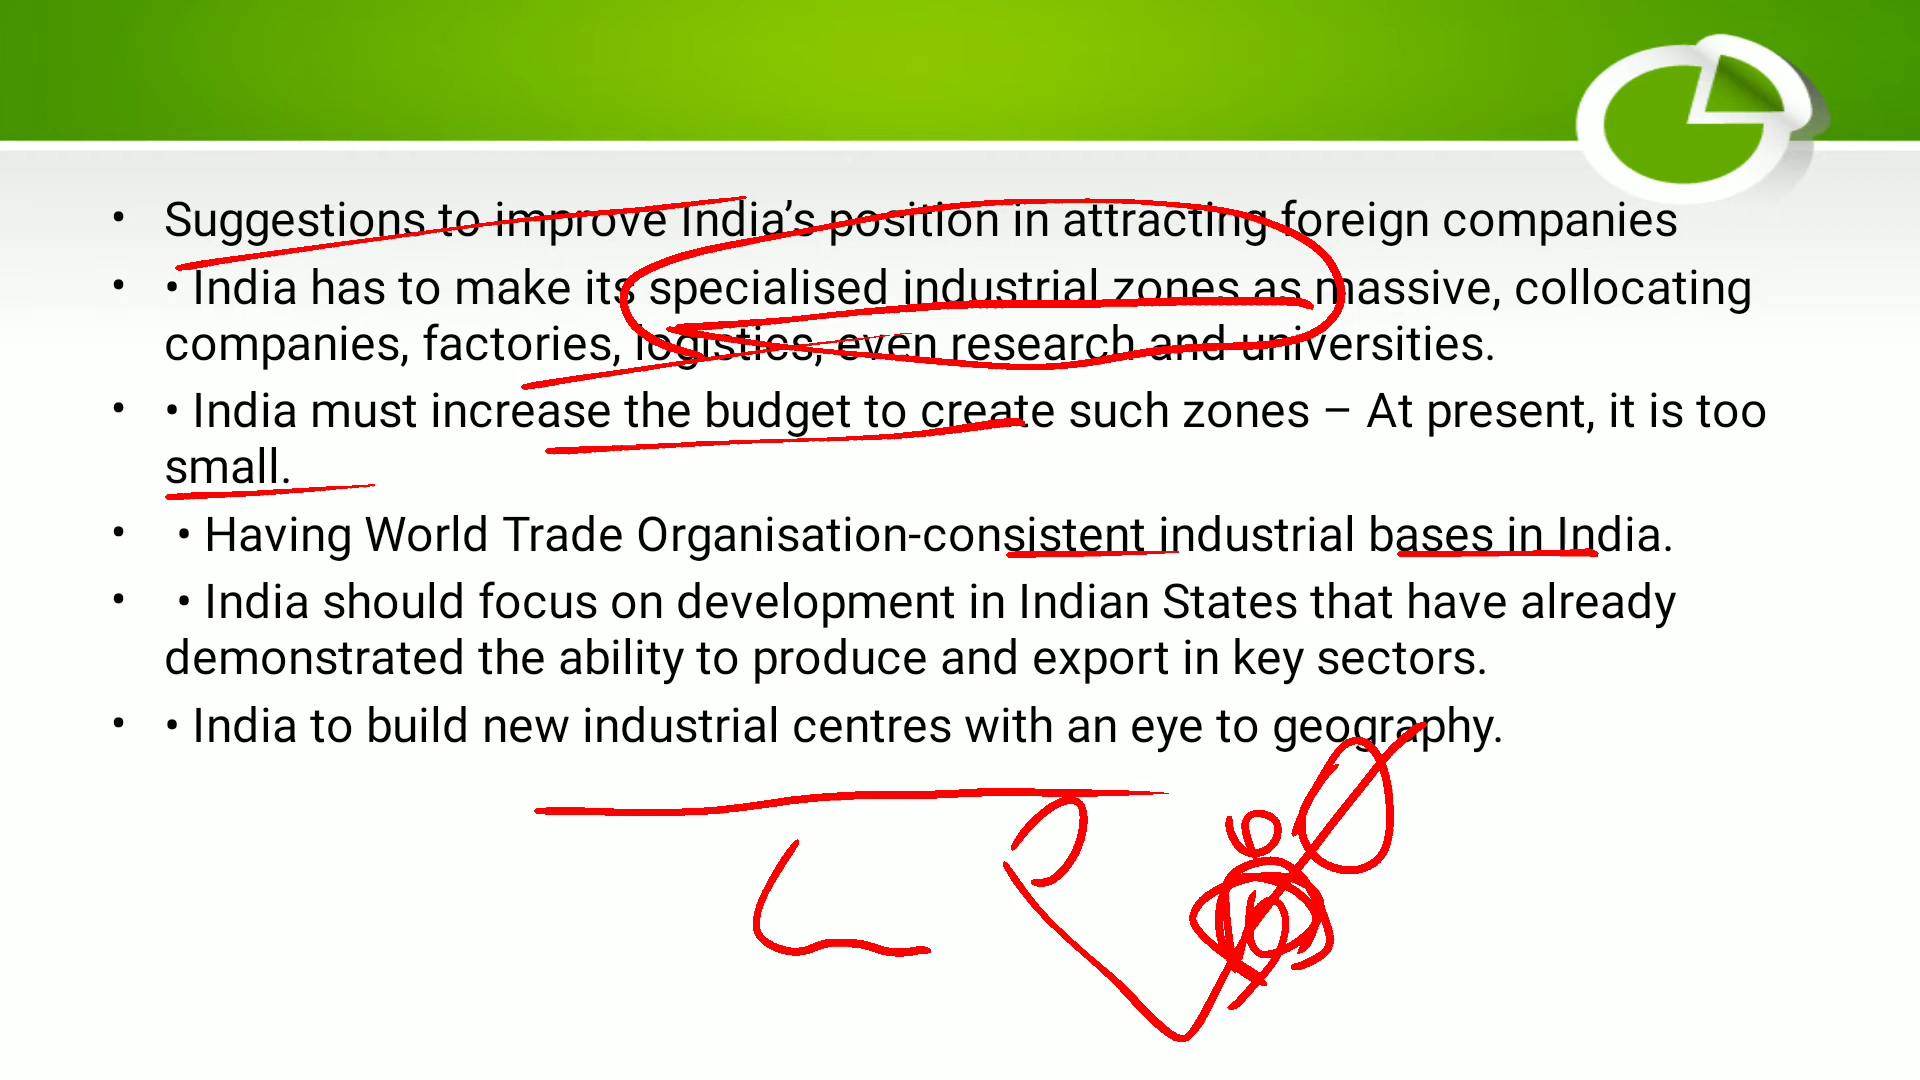 • Suggestions to improve India’s position in attracting foreign companies
• • India has to make its specialised industrial zones as massive, collocating
companies, factories, logistics, even research and universities.
• • India must increase the budget to create such zones – At present, it is too
small.
• • Having World Trade Organisation-consistent industrial bases in India.
• • India should focus on development in Indian States that have already
demonstrated the ability to produce and export in key sectors.
• • India to build new industrial centres with an eye to geography.